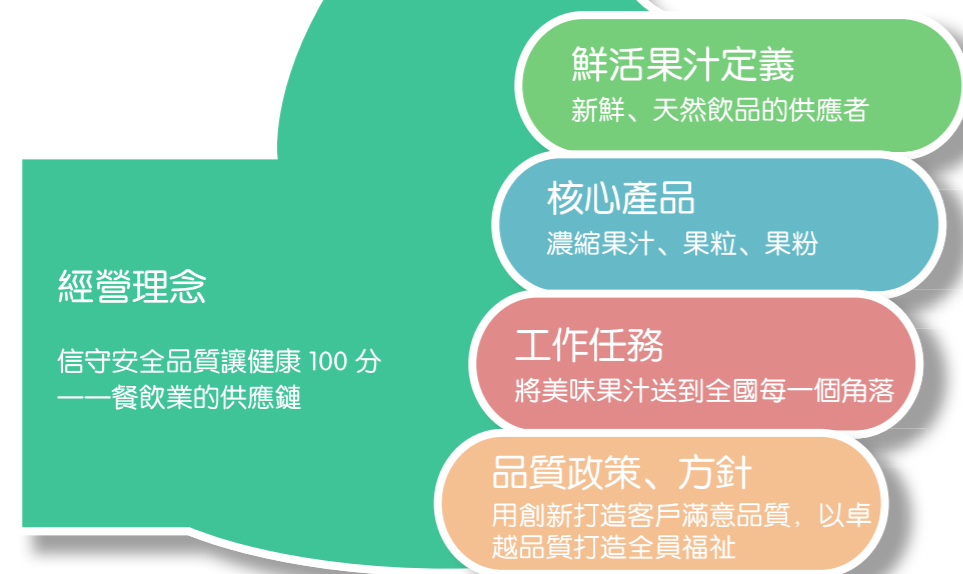 經營理念
信守安全品質讓健康 100 分
——餐飲業的供應鏈
鮮活果汁定義
新鮮、天然飲品的供應者
核心產品
濃縮果汁、果粒、果粉
工作任務
將美味果汁送到全國每一個角落
品質政策、方針
用創新打造客戶滿意品質，以卓
越品質打造全員福祉